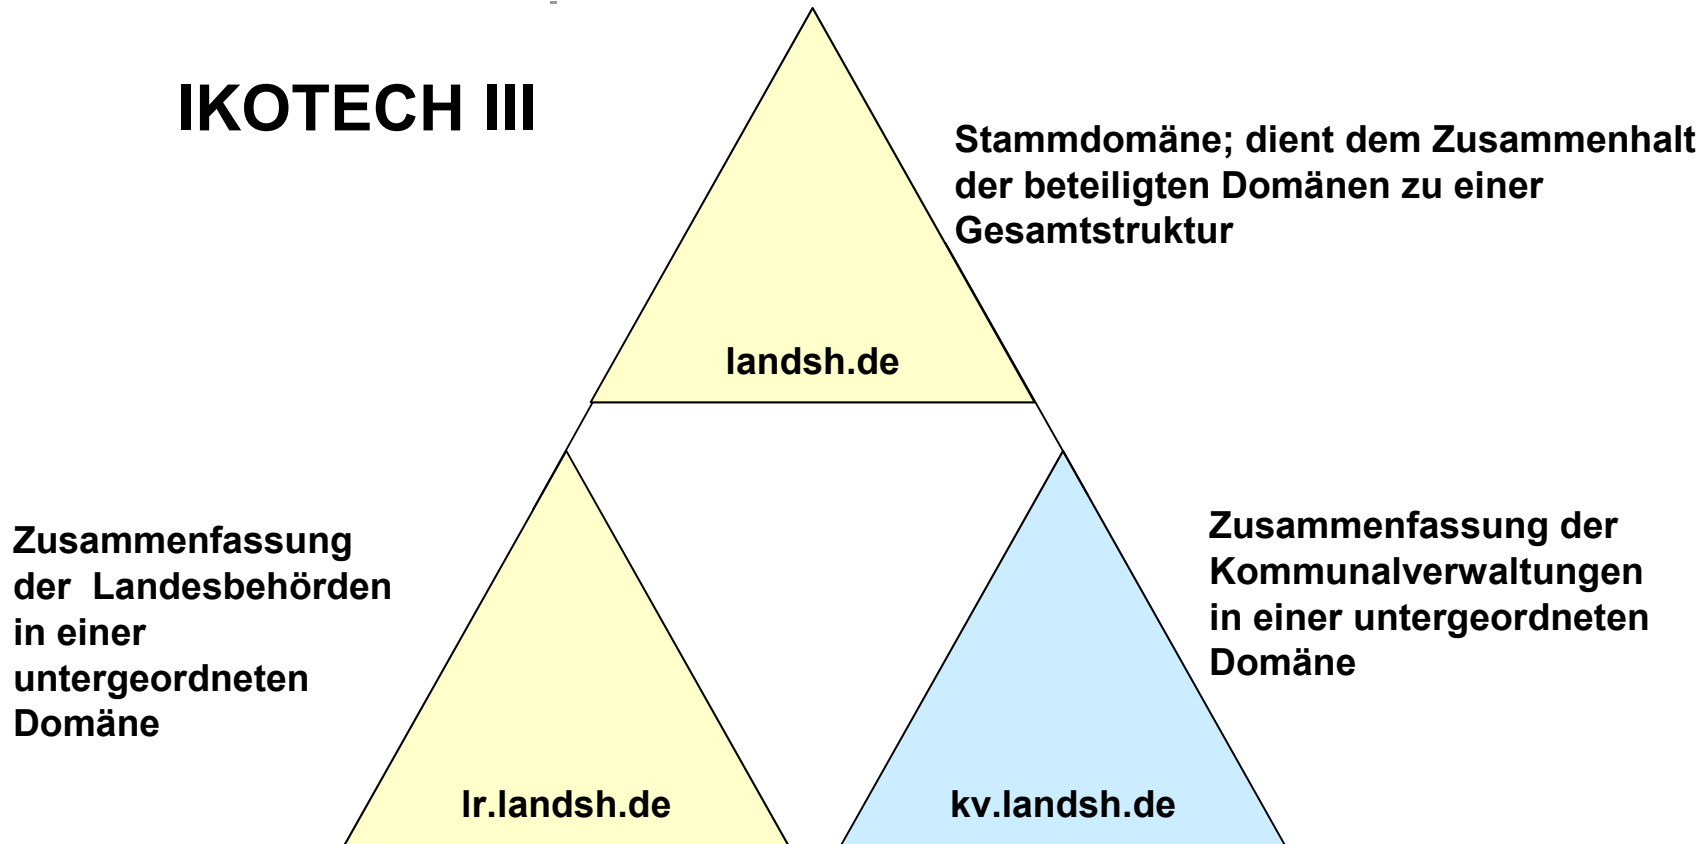 IKOTECH III
Stammdomäne; dient dem Zusammenhalt
der beteiligten Domänen zu einer
Gesamtstruktur
landsh.de
Zusammenfassung
der Landesbehörden
in einer
untergeordneten
Domäne
Zusammenfassung der
Kommunalverwaltungen
in einer untergeordneten
Domäne
lr.landsh.de
kv.landsh.de